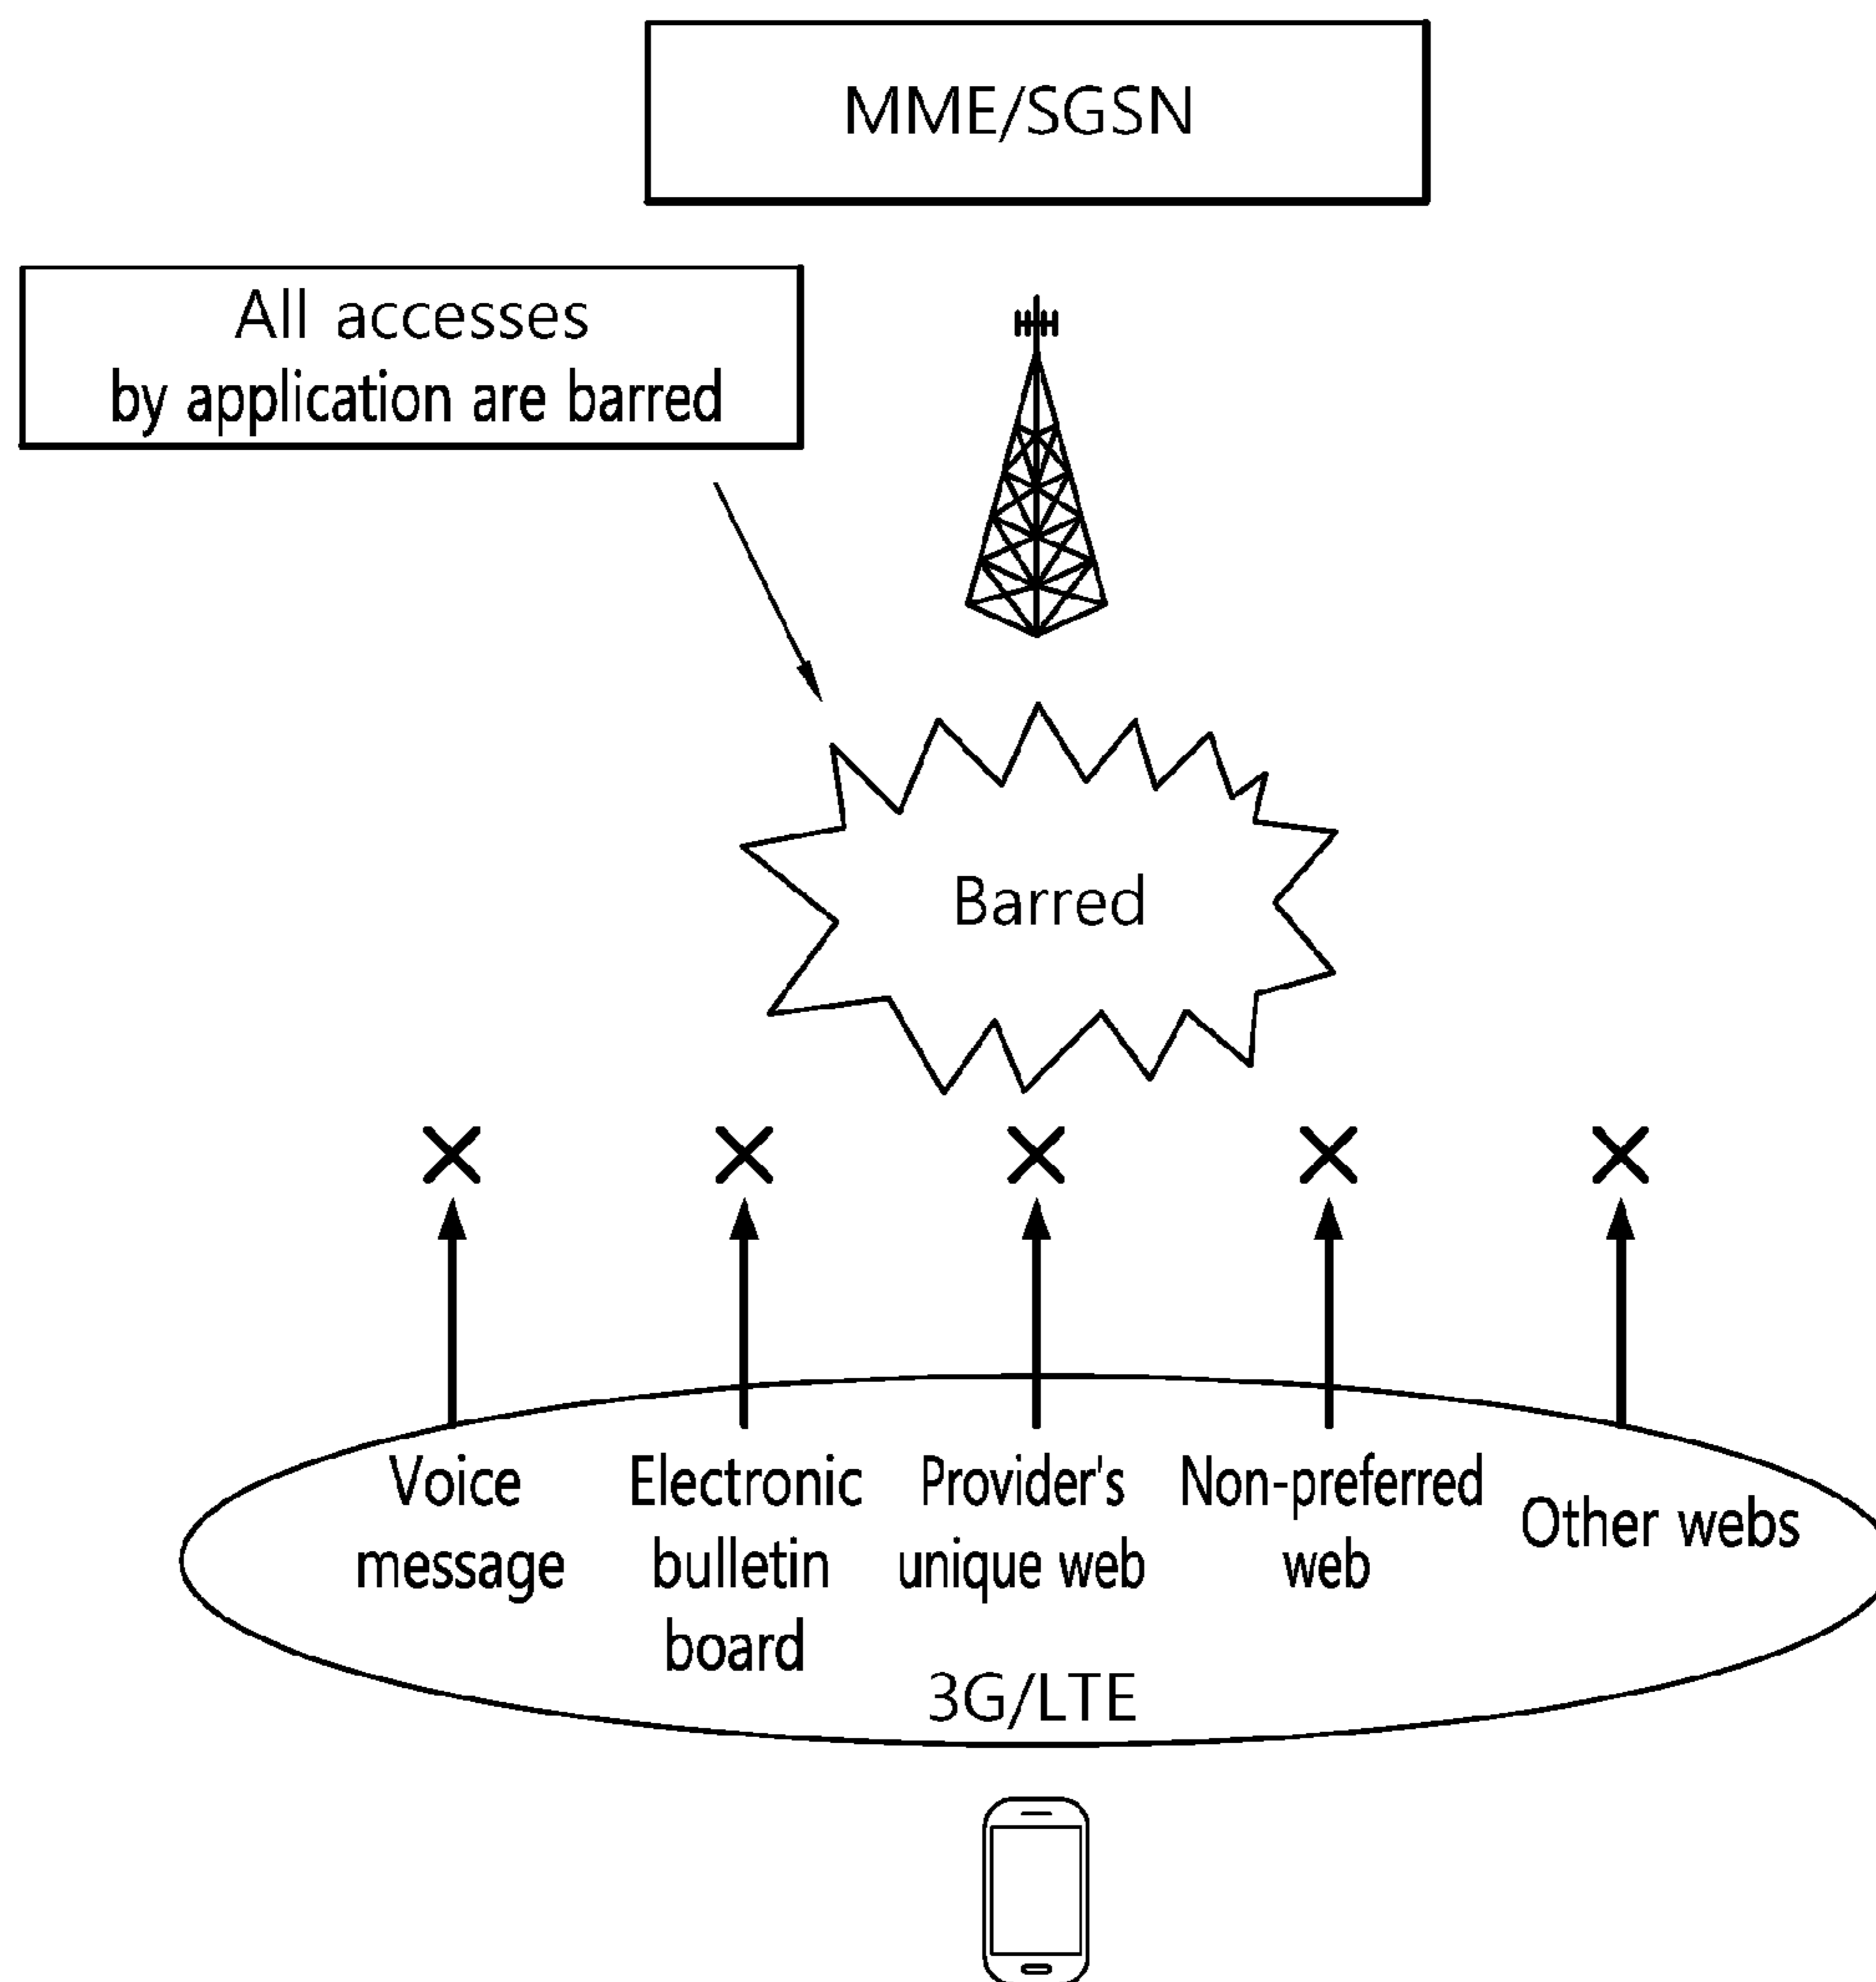 MME/SGSN
All accesses
by application are barred
Barred
Voice
message
Electronic
bulletin
board
Provider's
unique web
Non-preferred
web
Other webs
3G/LTE